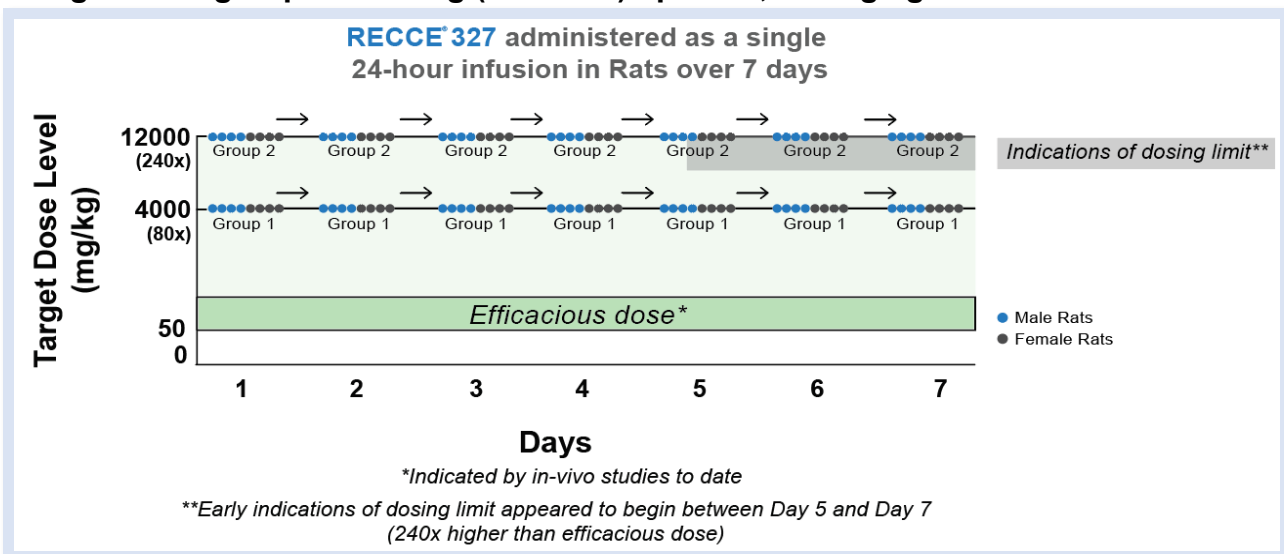 RECCE® 327 administered as a single
24-hour infusion in Rats over 7 days
Target Dose Level
(mg/kg)
12000
(240x)
Group 2 Group 2 Group 2 Group 2 Group 2 Group 2 Group 2
Indications of dosing limit**
4000
(80x)
Group 1 Group 1 Group 1 Group 1 Group 1 Group 1 Group 1
Efficacious dose*
50
0
Male Rats
Female Rats
1 2 3 4 5 6 7
Days
*Indicated by in-vivo studies to date
**Early indications of dosing limit appeared to begin between Day 5 and Day 7
(240x higher than efficacious dose)